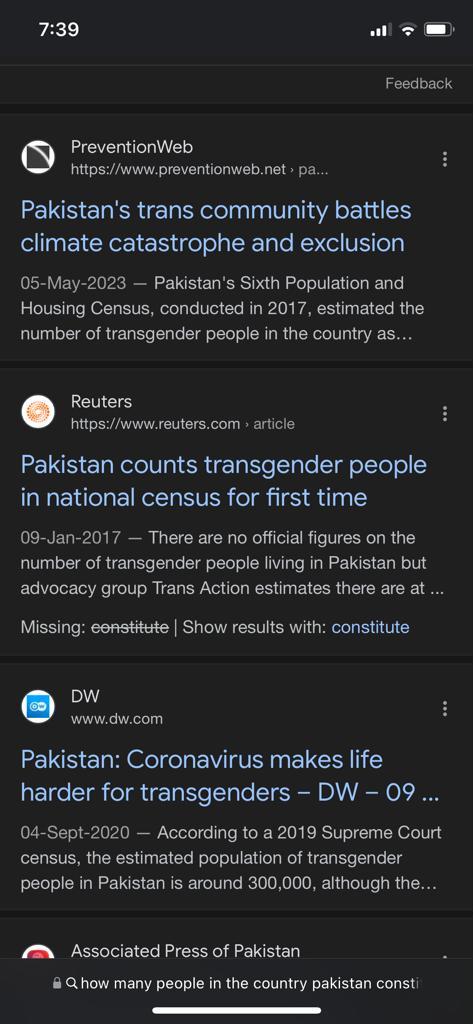 7:39
Feedback
PreventionWeb
https://www.preventionweb.net › pa...
Pakistan's trans community battles
climate catastrophe and exclusion
05-May-2023 — Pakistan's Sixth Population and
Housing Census, conducted in 2017, estimated the
number of transgender people in the country as...
Reuters
https://www.reuters.com › article
Pakistan counts transgender people
in national census for first time
09-Jan-2017 — There are no official figures on the
number of transgender people living in Pakistan but
advocacy group Trans Action estimates there are at ...
Missing: constitute | Show results with: constitute
DW
www.dw.com
Pakistan: Coronavirus makes life
harder for transgenders – DW – 09 ...
04-Sept-2020 — According to a 2019 Supreme Court
census, the estimated population of transgender
people in Pakistan is around 300,000, although the...
Associated Press of Pakistan
how many people in the country pakistan consti